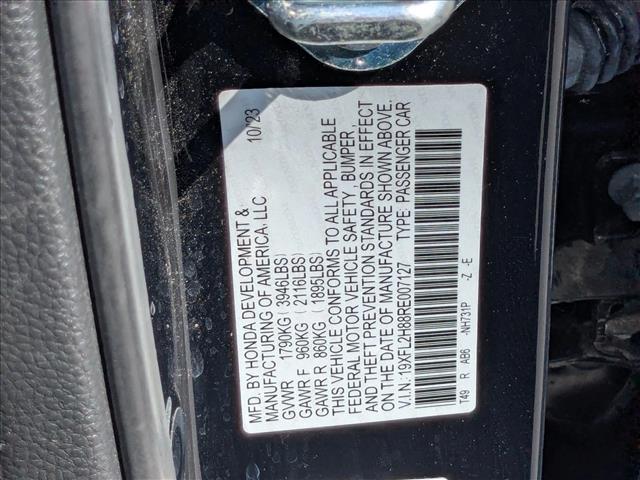 MFD. BY HONDA DEVELOPMENT & 10/23
MANUFACTURING OF AMERICA, LLC
GVWR 1790KG (3946LBS)
GAWR F 960KG (2116LBS)
GAWR R 860KG (1895LBS)
THIS VEHICLE CONFORMS TO ALL APPLICABLE
FEDERAL MOTOR VEHICLE SAFETY, BUMPER,
AND THEFT PREVENTION STANDARDS IN EFFECT
ON THE DATE OF MANUFACTURE SHOWN ABOVE.
V.I.N: 19XFL2H88RE007127 TYPE: PASSENGER CAR
T49 R AB6 -NH731P -Z -E